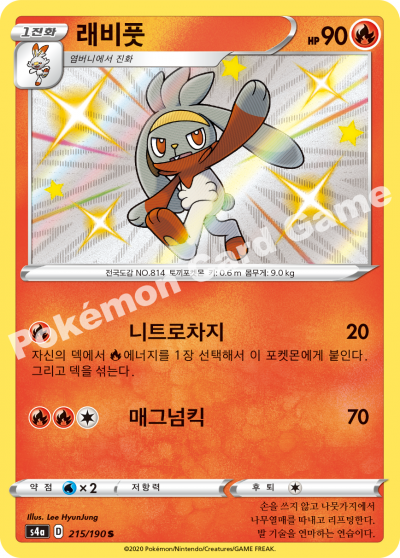 1진화 래비풋 HP 90
염버니에서 진화
전국도감 NO.814 토끼포켓몬 키: 0.6 m 몸무게: 9.0 kg
Pokémon Card Game
니트로차지 20
자신의 덱에서 에너지를 1장 선택해서 이 포켓몬에게 붙인다.
그리고 덱을 섞는다.
매그넘킥 70
약점 ×2 저항력 후퇴
Illus. Lee HyunJung
s4a D 215/190 S
손을 쓰지 않고 나뭇가지에서
나무열매를 따내고 리프팅한다.
발 기술을 연마하는 연습이다.
©2020 Pokémon/Nintendo/Creatures/GAME FREAK.